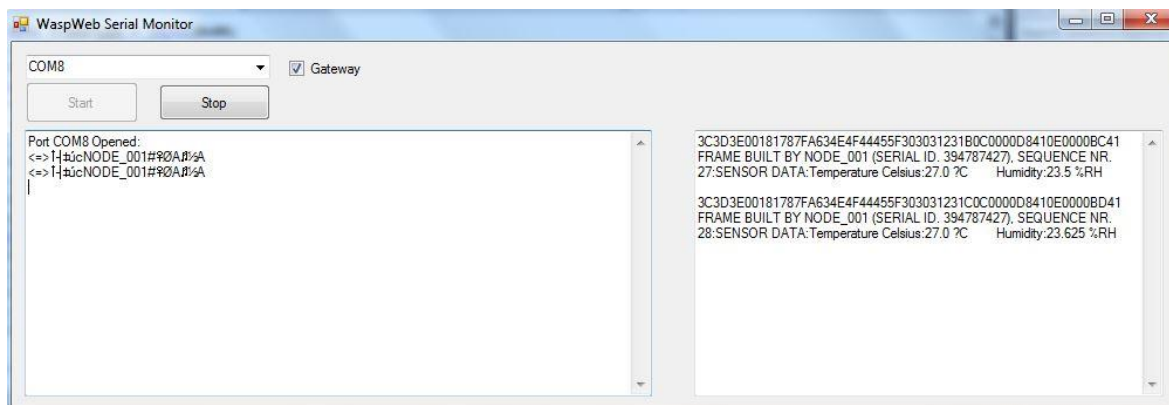 WaspWeb Serial Monitor
COM8
Gateway
Start
Stop
Port COM8 Opened:
NODE_001#
NODE_001#
3C3D3E00181787FA634E4F44455F303031231B0C0000D8410E0000BC41
FRAME BUILT BY NODE_001 (SERIAL ID. 394787427), SEQUENCE NR.
27:SENSOR DATA:Temperature Celsius:27.0 ?C Humidity:23.5 %RH
3C3D3E00181787FA634E4F44455F303031231C0C0000D8410E0000BD41
FRAME BUILT BY NODE_001 (SERIAL ID. 394787427), SEQUENCE NR.
28:SENSOR DATA:Temperature Celsius:27.0 ?C Humidity:23.625 %RH